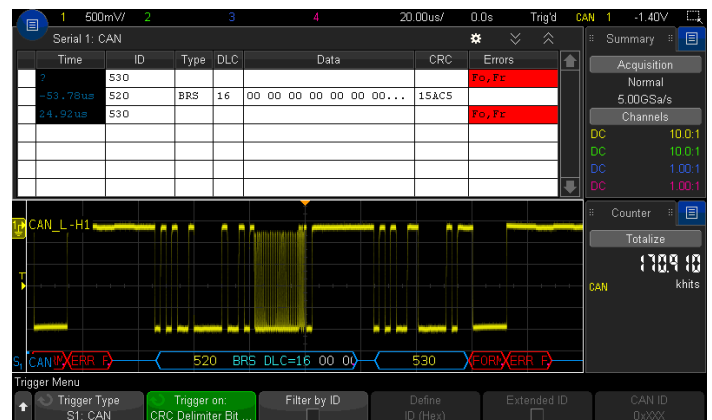 1 500mV/ 2 3 4 20.00us/ 0.0s Trig'd CAN 1 -1.40V
Serial 1: CAN
Time ID Type DLC Data CRC Errors
? 530 Fo,Fr
-53.78us 520 BRS 16 00 00 00 00 00 00 00... 15AC5
24.92us 530 Fo,Fr
Summary
Acquisition
Normal
5.00GSa/s
Channels
DC 10.0:1
DC 10.0:1
DC 1.00:1
DC 1.00:1
Counter
Totalize
170.910
CAN khits
CAN_L-H1
T
S1 CAN ERR F 520 BRS DLC=16 00 00 530 FORM ERR F
Trigger Menu
Trigger Type
S1: CAN
Trigger on:
CRC Delimiter Bit ...
Filter by ID
Define
ID (Hex)
Extended ID
CAN ID
0xXXX